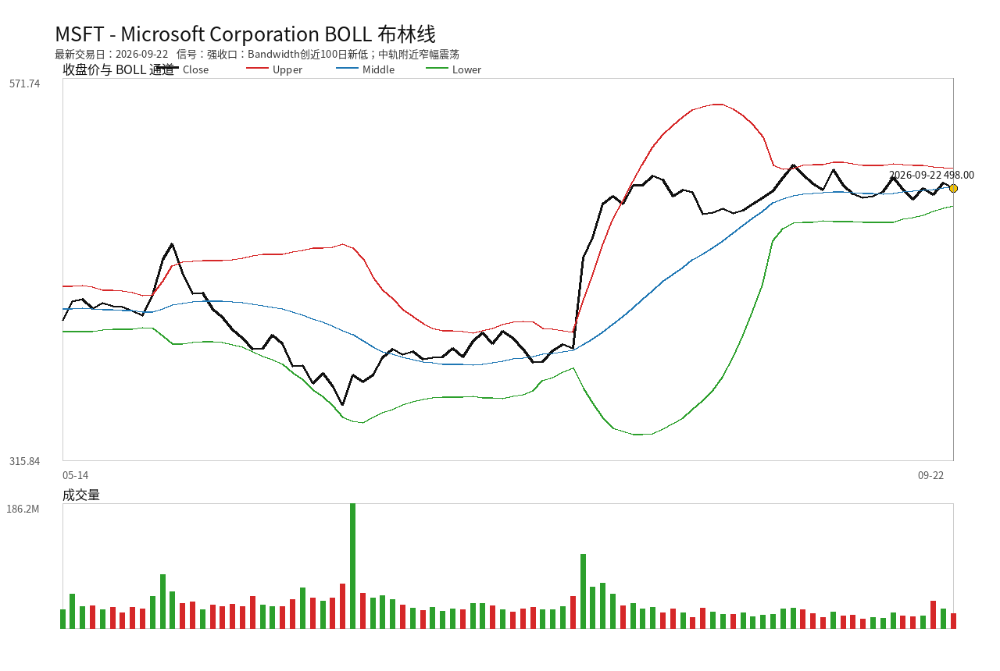 MSFT - Microsoft Corporation BOLL 布林线
最新交易日：2026-09-22 信号：强收口：Bandwidth创近100日新低；中轨附近窄幅震荡
收盘价与 BOLL 通道 Close Upper Middle Lower
571.74
2026-09-22 498.00
315.84
05-14 09-22
成交量
186.2M